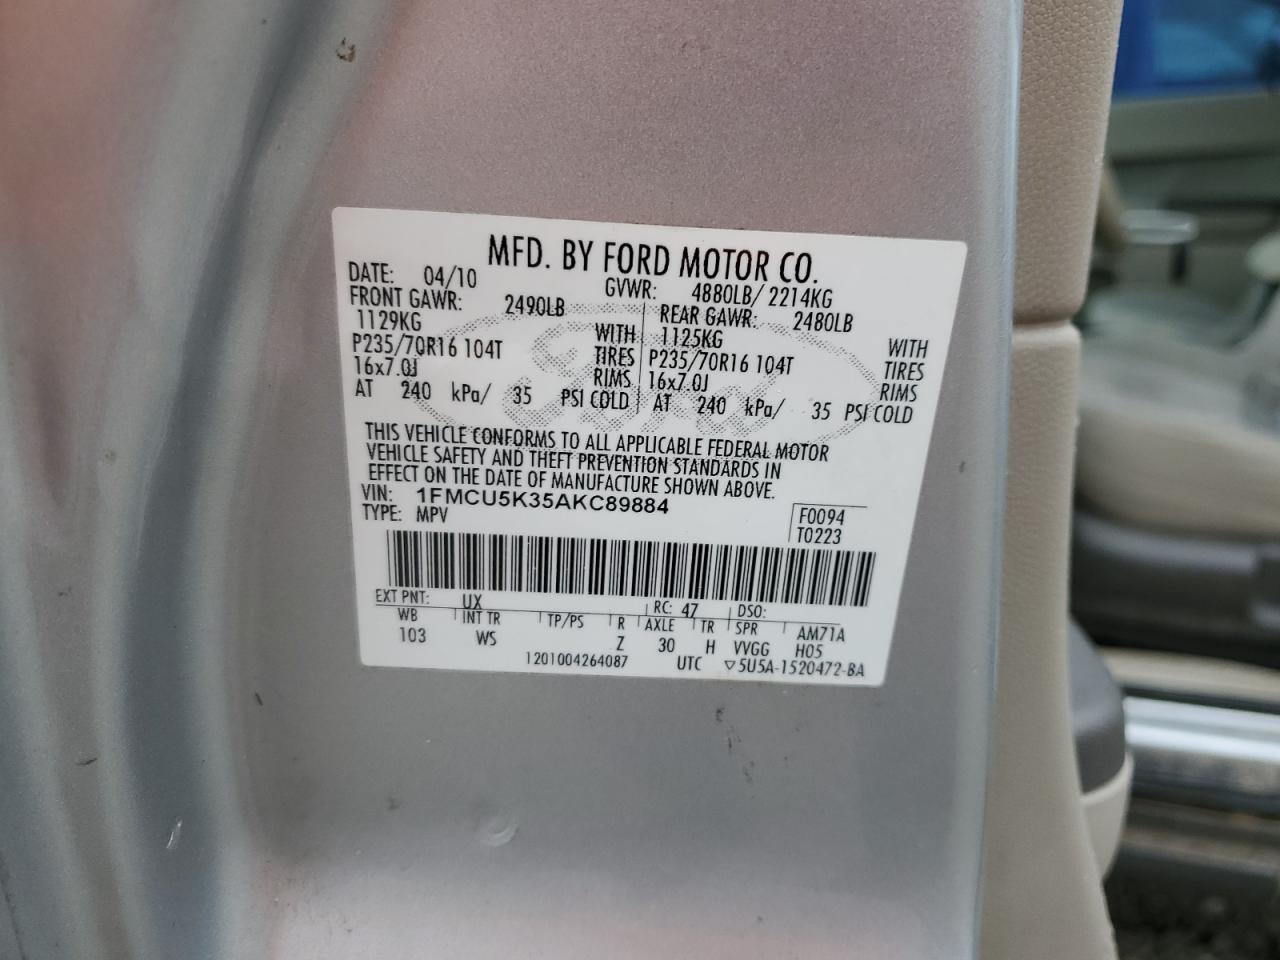 MFD. BY FORD MOTOR CO.
DATE: 04/10 GVWR: 4880LB/ 2214KG
FRONT GAWR: 2490LB REAR GAWR: 2480LB
1129KG WITH 1125KG WITH
P235/70R16 104T TIRES P235/70R16 104T TIRES
16x7.0J RIMS 16x7.0J RIMS
AT 240 kPa/ 35 PSI COLD AT 240 kPa/ 35 PSI COLD
Ford
THIS VEHICLE CONFORMS TO ALL APPLICABLE FEDERAL MOTOR
VEHICLE SAFETY AND THEFT PREVENTION STANDARDS IN
EFFECT ON THE DATE OF MANUFACTURE SHOWN ABOVE.
VIN: 1FMCU5K35AKC89884
TYPE: MPV
F0094
T0223
EXT PNT: UX RC: 47 DSO:
WB INT TR TP/PS R AXLE TR SPR AM71A
103 WS Z 30 H VVGG H05
1201004264087 UTC ▽5U5A-1520472-BA